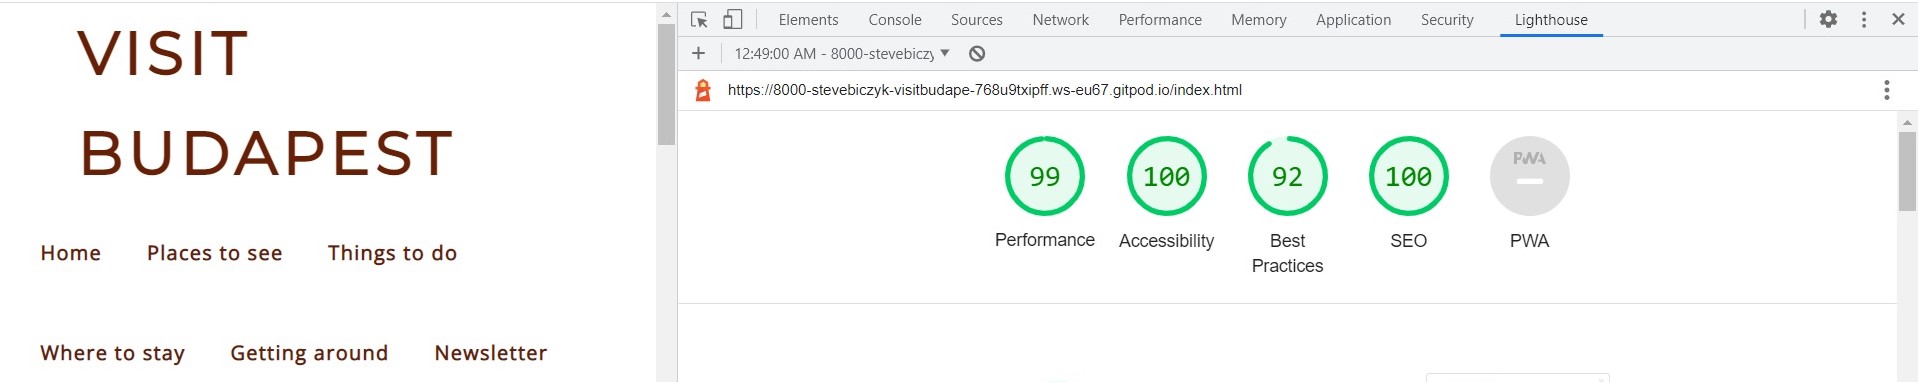 VISIT
BUDAPEST
Home Places to see Things to do
Where to stay Getting around Newsletter
Elements Console Sources Network Performance Memory Application Security Lighthouse
12:49:00 AM - 8000-stevebiczy
https://8000-stevebiczyk-visitbudape-768u9txipff.ws-eu67.gitpod.io/index.html
99 100 92 100 PWA
Performance Accessibility Best Practices SEO PWA